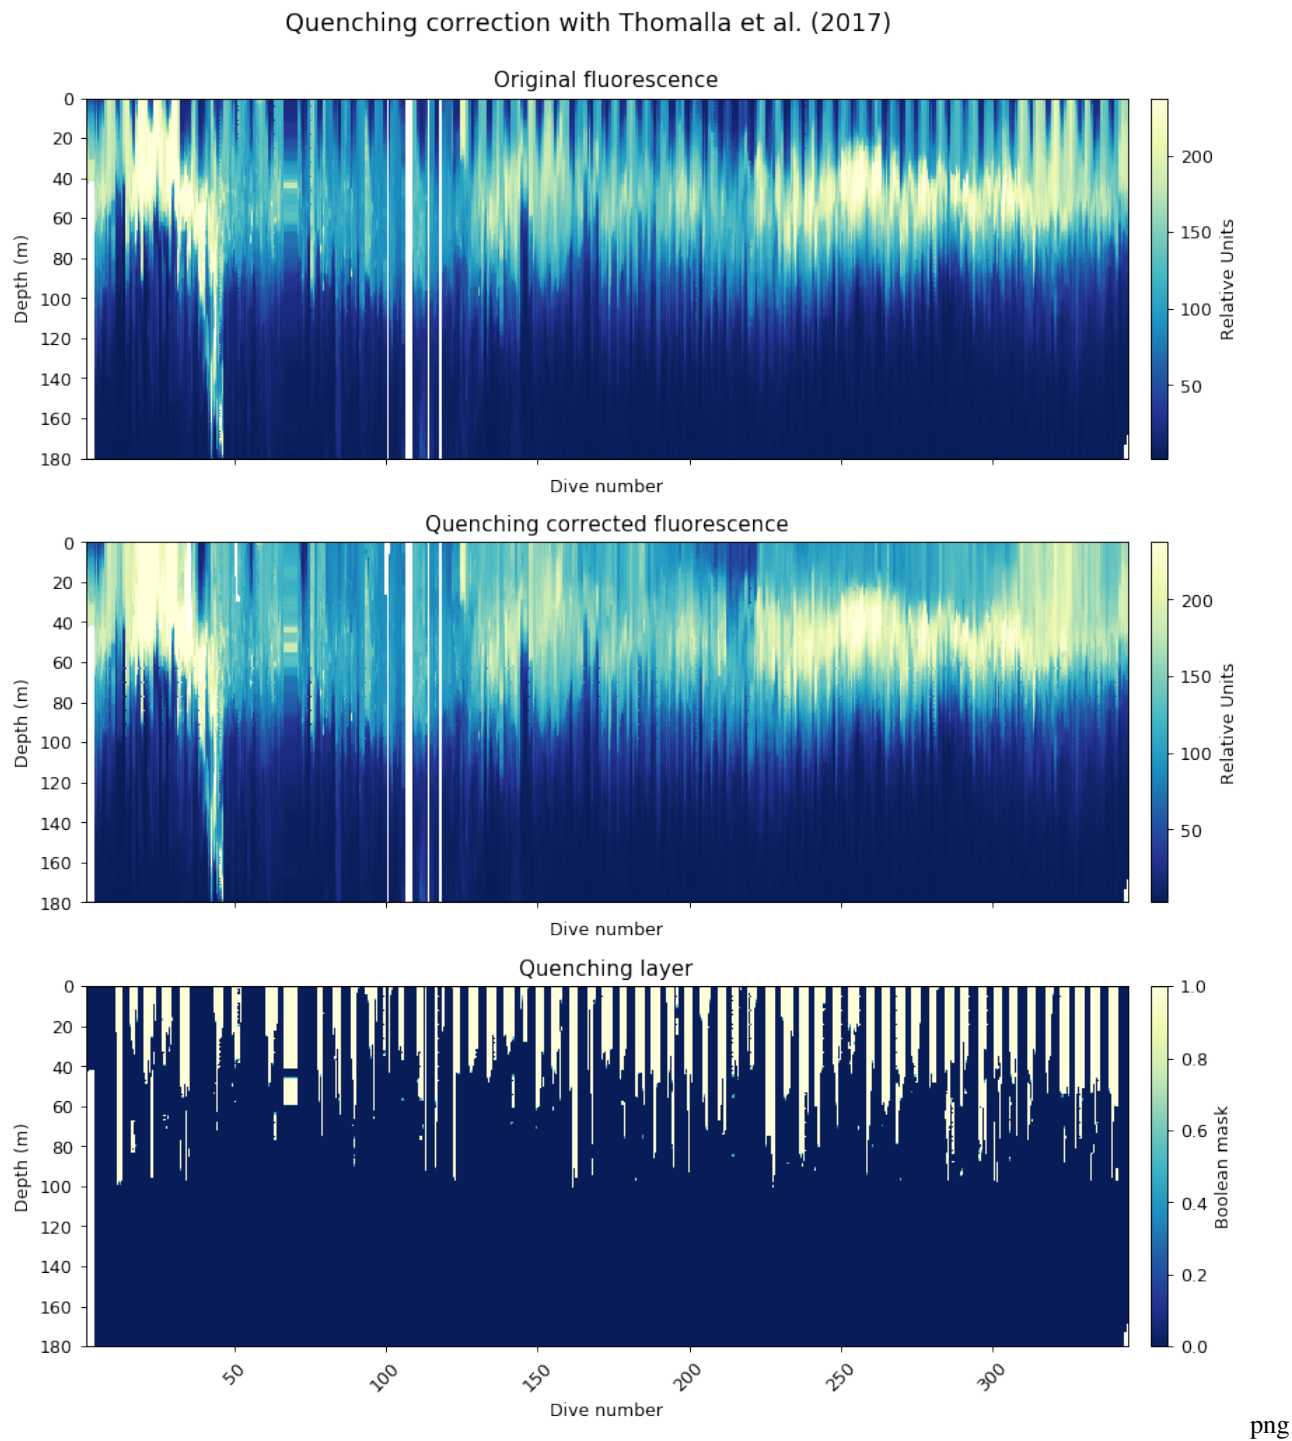 Quenching correction with Thomalla et al. (2017)
Original fluorescence
0
20
40
60
80
100
120
140
160
180
Depth (m)
Dive number
200
150
100
50
Relative Units
Quenching corrected fluorescence
0
20
40
60
80
100
120
140
160
180
Depth (m)
Dive number
200
150
100
50
Relative Units
Quenching layer
0
20
40
60
80
100
120
140
160
180
Depth (m)
50 100 150 200 250 300
Dive number
1.0
0.8
0.6
0.4
0.2
0.0
Boolean mask
png